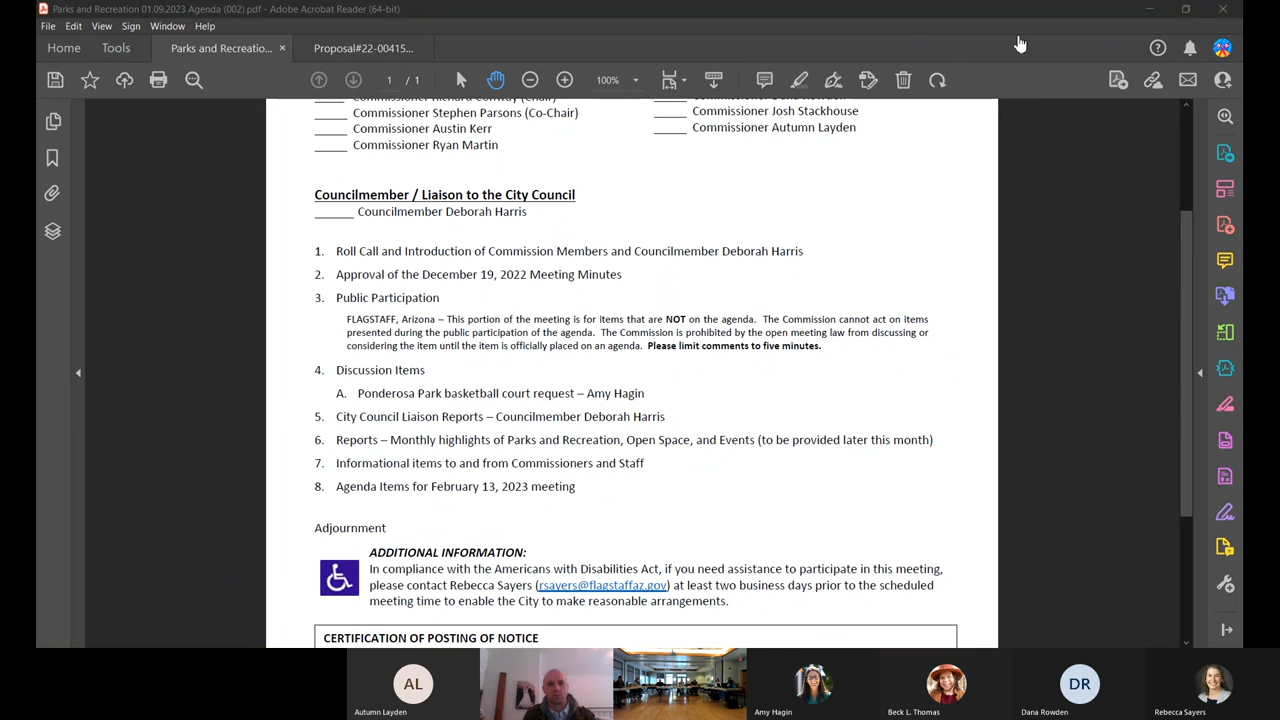 Parks and Recreation 01.09.2023 Agenda (002).pdf - Adobe Acrobat Reader (64-bit)
File Edit View Sign Window Help
Home Tools Parks and Recreatio... × Proposal#22-00415...
1 / 1 100%
Commissioner Richard Conway (Chair)
_____ Commissioner Stephen Parsons (Co-Chair)
_____ Commissioner Josh Stackhouse
_____ Commissioner Austin Kerr
_____ Commissioner Autumn Layden
_____ Commissioner Ryan Martin
Councilmember / Liaison to the City Council
______ Councilmember Deborah Harris
1. Roll Call and Introduction of Commission Members and Councilmember Deborah Harris
2. Approval of the December 19, 2022 Meeting Minutes
3. Public Participation
FLAGSTAFF, Arizona – This portion of the meeting is for items that are NOT on the agenda. The Commission cannot act on items
presented during the public participation of the agenda. The Commission is prohibited by the open meeting law from discussing or
considering the item until the item is officially placed on an agenda. Please limit comments to five minutes.
4. Discussion Items
A. Ponderosa Park basketball court request – Amy Hagin
5. City Council Liaison Reports – Councilmember Deborah Harris
6. Reports – Monthly highlights of Parks and Recreation, Open Space, and Events (to be provided later this month)
7. Informational items to and from Commissioners and Staff
8. Agenda Items for February 13, 2023 meeting
Adjournment
ADDITIONAL INFORMATION:
In compliance with the Americans with Disabilities Act, if you need assistance to participate in this meeting,
please contact Rebecca Sayers (rsayers@flagstaffaz.gov) at least two business days prior to the scheduled
meeting time to enable the City to make reasonable arrangements.
CERTIFICATION OF POSTING OF NOTICE
AL DR
Autumn Layden Amy Hagin Beck L. Thomas Dana Rowden Rebecca Sayers